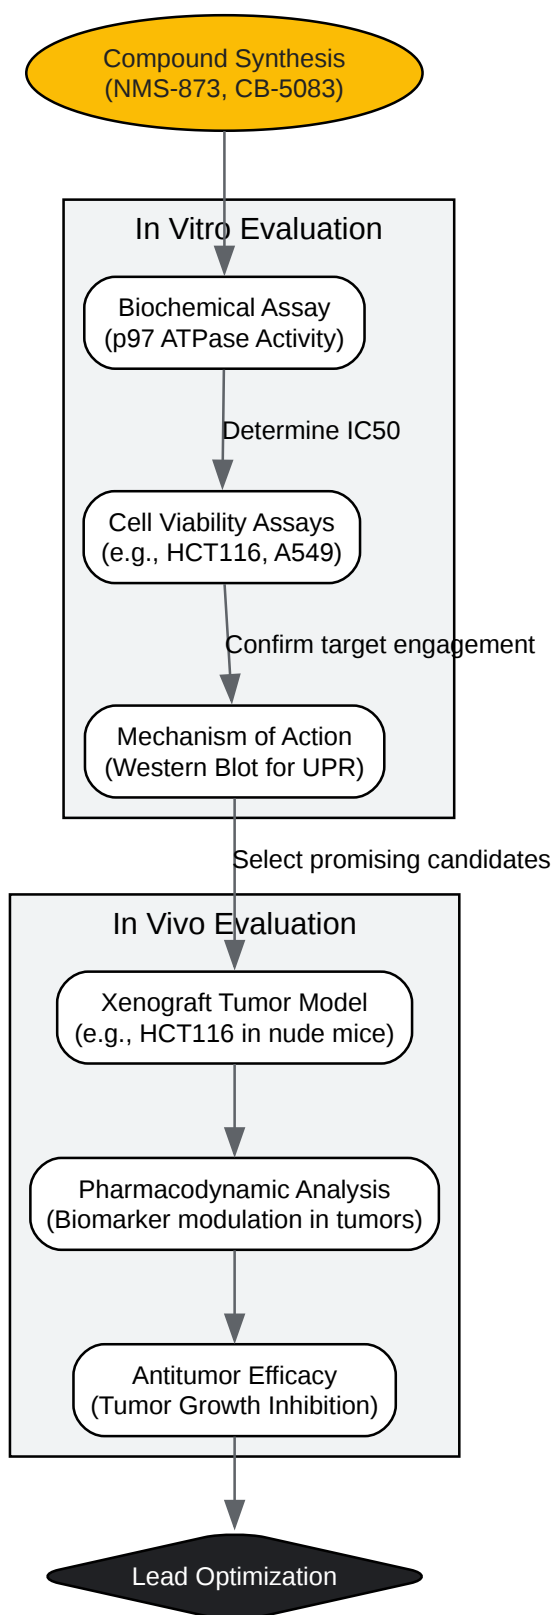 Compound Synthesis
(NMS-873, CB-5083)
In Vitro Evaluation
Biochemical Assay
(p97 ATPase Activity)
Determine IC50
Cell Viability Assays
(e.g., HCT116, A549)
Confirm target engagement
Mechanism of Action
(Western Blot for UPR)
Select promising candidates
In Vivo Evaluation
Xenograft Tumor Model
(e.g., HCT116 in nude mice)
Pharmacodynamic Analysis
(Biomarker modulation in tumors)
Antitumor Efficacy
(Tumor Growth Inhibition)
Lead Optimization